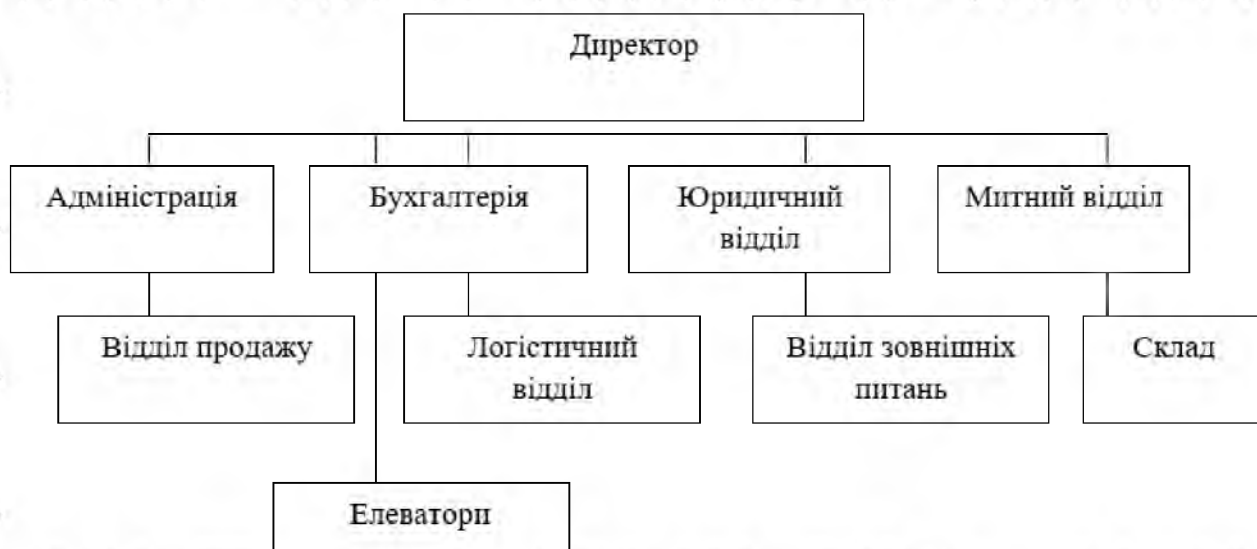 Директор
Адміністрація
Бухгалтерія
Юридичний
відділ
Митний відділ
Відділ продажу
Логістичний
відділ
Відділ зовнішніх
питань
Склад
Елеватори